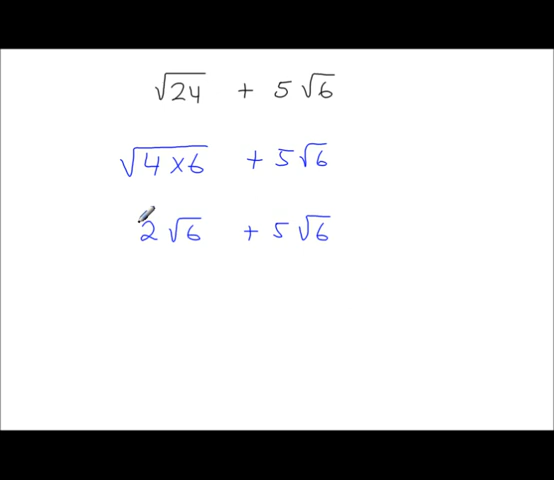 √24 + 5√6
√4×6 + 5√6
2√6 + 5√6